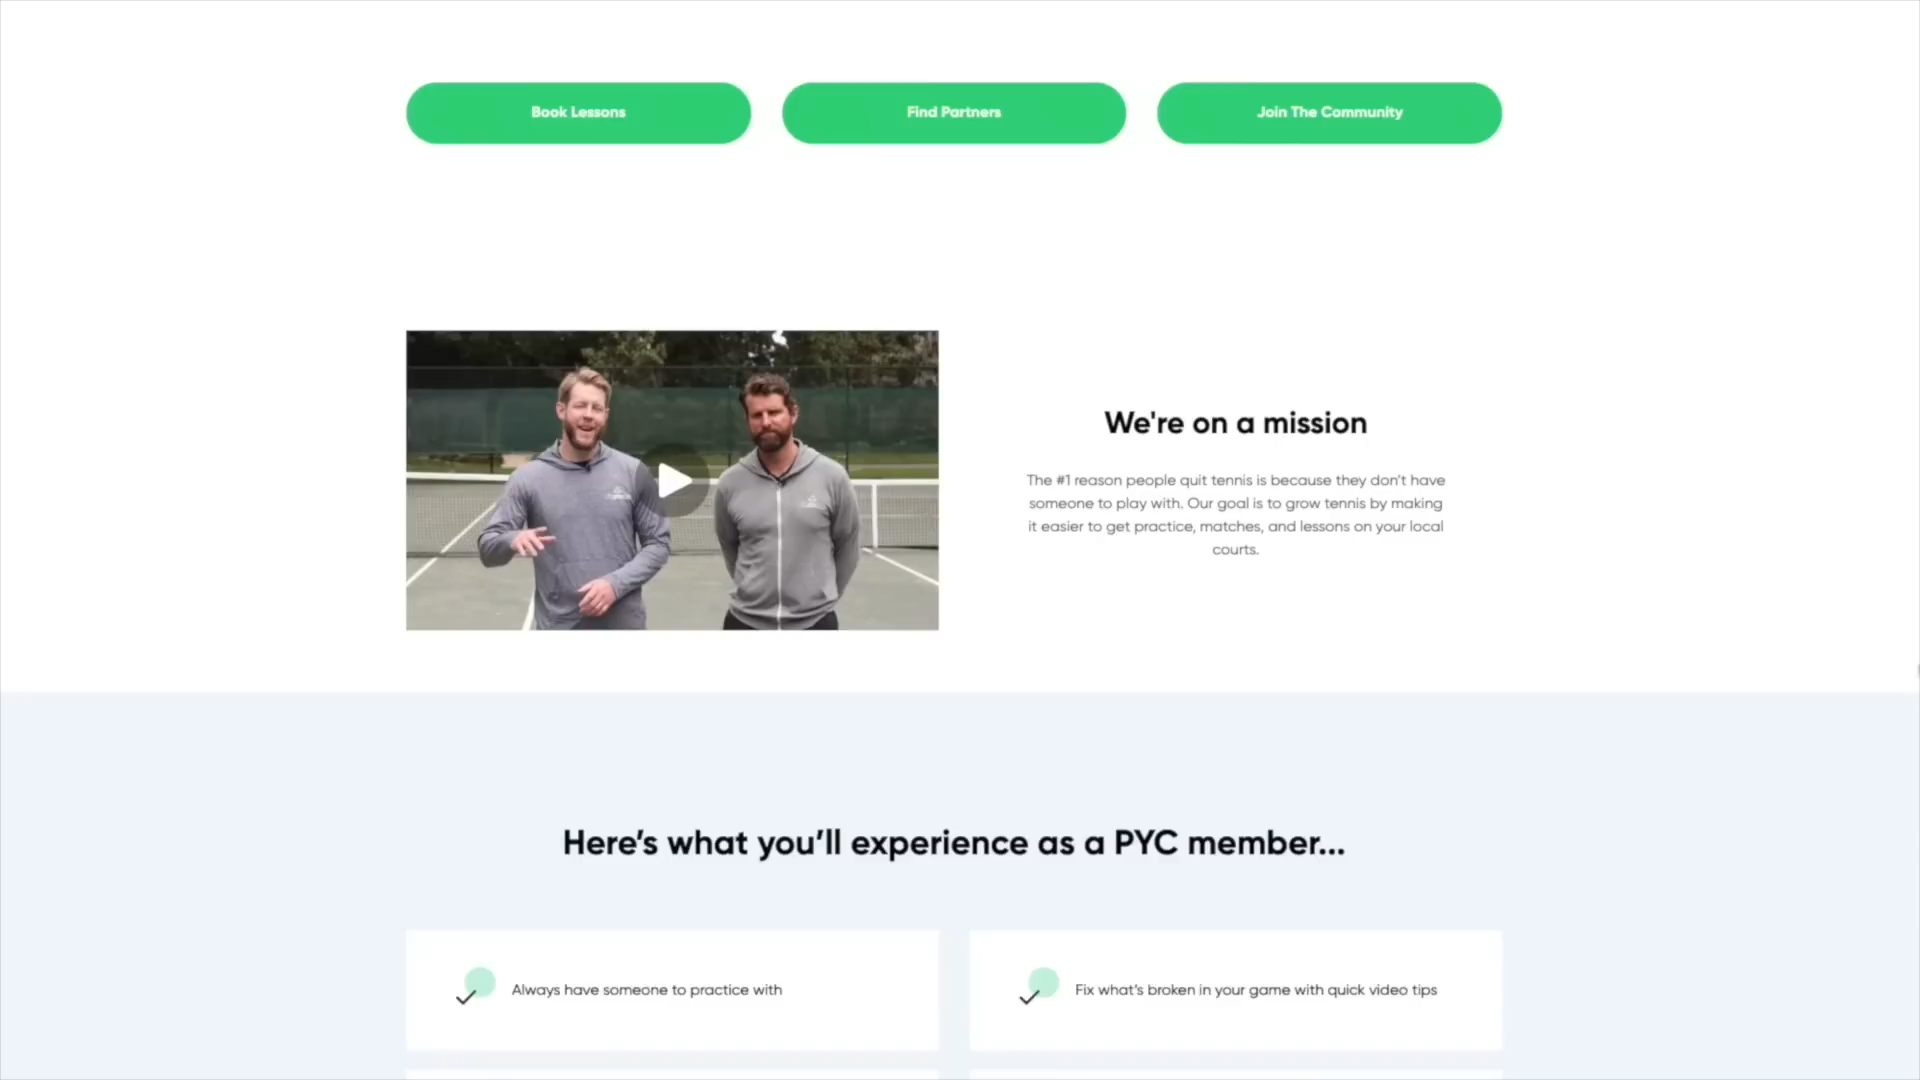 Book Lessons
Find Partners
Join The Community
We're on a mission
The #1 reason people quit tennis is because they don't have
someone to play with. Our goal is to grow tennis by making
it easier to get practice, matches, and lessons on your local
courts.
Here’s what you’ll experience as a PYC member...
Always have someone to practice with
Fix what’s broken in your game with quick video tips